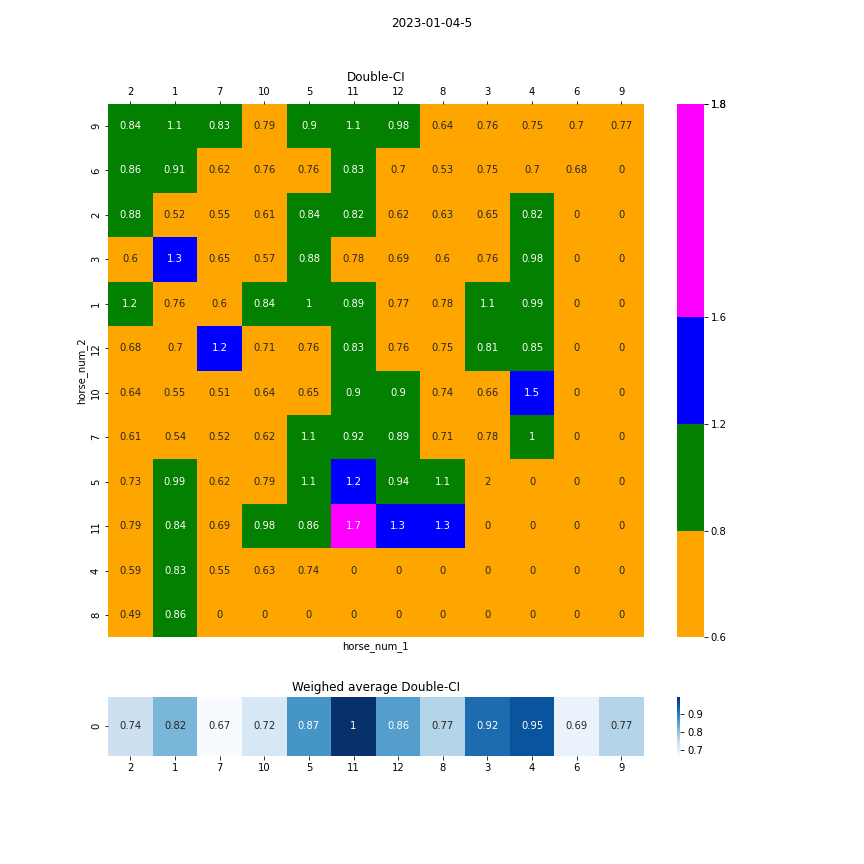 2023-01-04-5
Double-CI
2 1 7 10 5 11 12 8 3 4 6 9
9 0.84 1.1 0.83 0.79 0.9 1.1 0.98 0.64 0.76 0.75 0.7 0.77
6 0.86 0.91 0.62 0.76 0.76 0.83 0.7 0.53 0.75 0.7 0.68 0
2 0.88 0.52 0.55 0.61 0.84 0.82 0.62 0.63 0.65 0.82 0 0
3 0.6 1.3 0.65 0.57 0.88 0.78 0.69 0.6 0.76 0.98 0 0
1 1.2 0.76 0.6 0.84 1 0.89 0.77 0.78 1.1 0.99 0 0
12 0.68 0.7 1.2 0.71 0.76 0.83 0.76 0.75 0.81 0.85 0 0
10 0.64 0.55 0.51 0.64 0.65 0.9 0.9 0.74 0.66 1.5 0 0
7 0.61 0.54 0.52 0.62 1.1 0.92 0.89 0.71 0.78 1 0 0
5 0.73 0.99 0.62 0.79 1.1 1.2 0.94 1.1 2 0 0 0
11 0.79 0.84 0.69 0.98 0.86 1.7 1.3 1.3 0 0 0 0
4 0.59 0.83 0.55 0.63 0.74 0 0 0 0 0 0 0
8 0.49 0.86 0 0 0 0 0 0 0 0 0 0
horse_num_2
horse_num_1
1.8
1.6
1.2
0.8
0.6
Weighed average Double-CI
0 0.74 0.82 0.67 0.72 0.87 1 0.86 0.77 0.92 0.95 0.69 0.77
2 1 7 10 5 11 12 8 3 4 6 9
0.9
0.8
0.7